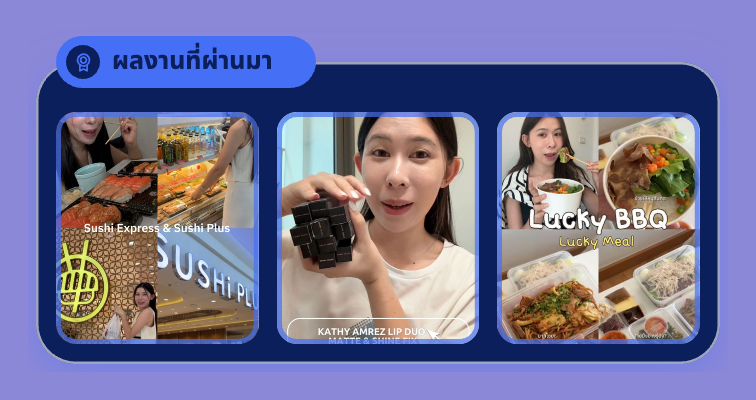 ผลงานที่ผ่านมา
Sushi Express & Sushi Plus
SUSHi PLU
KATHY AMREZ LIP DUO
MATTE & SHINE FIX
Lucky BBQ
Lucky Meal